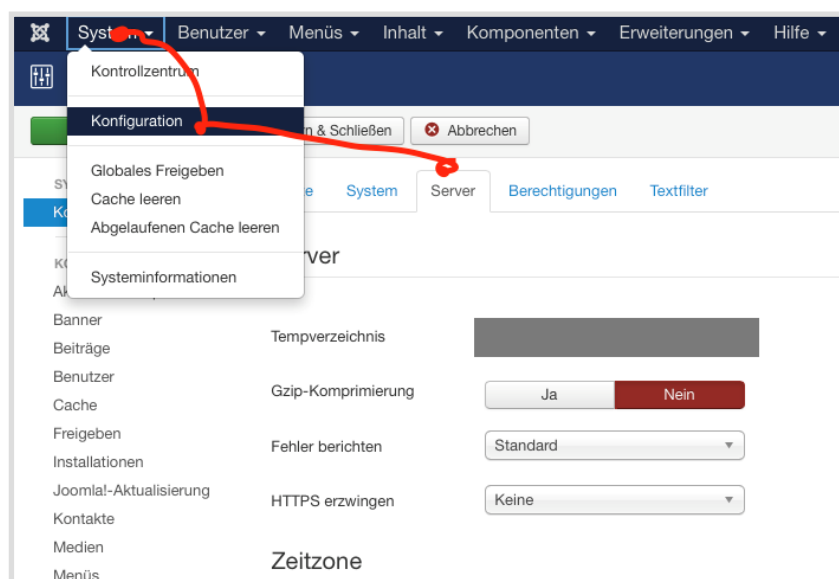 System Benutzer Menüs Inhalt Komponenten Erweiterungen Hilfe
Kontrollzentrum
Konfiguration
& Schließen Abbrechen
Globales Freigeben
Cache leeren
Abgelaufenen Cache leeren
Systeminformationen
System Server Berechtigungen Textfilter
Banner
Beiträge
Benutzer
Cache
Freigeben
Installationen
Joomla!-Aktualisierung
Kontakte
Medien
Menüs
Tempverzeichnis
Gzip-Komprimierung Ja Nein
Fehler berichten Standard
HTTPS erzwingen Keine
Zeitzone